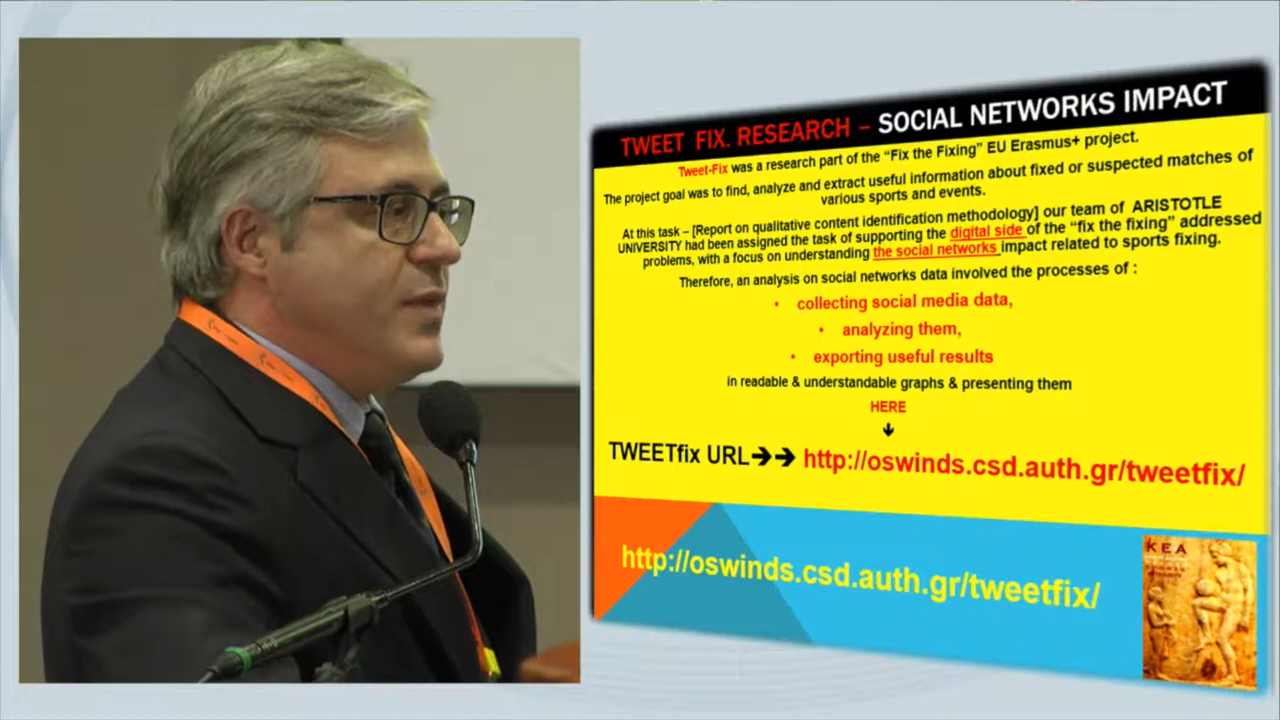 TWEET FIX. RESEARCH – SOCIAL NETWORKS IMPACT
Tweet-Fix was a research part of the “Fix the Fixing” EU Erasmus+ project.
The project goal was to find, analyze and extract useful information about fixed or suspected matches of
various sports and events.
At this task – [Report on qualitative content identification methodology] our team of ARISTOTLE
UNIVERSITY had been assigned the task of supporting the digital side of the “fix the fixing” addressed
problems, with a focus on understanding the social networks impact related to sports fixing.
Therefore, an analysis on social networks data involved the processes of :
• collecting social media data,
• analyzing them,
• exporting useful results
in readable & understandable graphs & presenting them
HERE
↓
TWEETfix URL➔➔ http://oswinds.csd.auth.gr/tweetfix/
http://oswinds.csd.auth.gr/tweetfix/
KEA